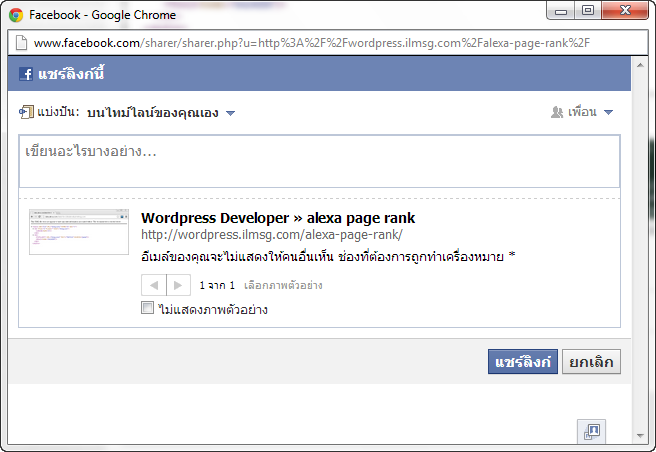 Facebook - Google Chrome
www.facebook.com/sharer/sharer.php?u=http%3A%2F%2Fwordpress.ilmsg.com%2Falexa-page-rank%2F
แชร์ลิงก์นี้
แบ่งปัน: บนไทม์ไลน์ของคุณเอง เพื่อน
เขียนอะไรบางอย่าง...
Wordpress Developer » alexa page rank
http://wordpress.ilmsg.com/alexa-page-rank/
อีเมล์ของคุณจะไม่แสดงให้คนอื่นเห็น ช่องที่ต้องการถูกทำเครื่องหมาย *
1 จาก 1 เลือกภาพตัวอย่าง
ไม่แสดงภาพตัวอย่าง
แชร์ลิงก์ ยกเลิก